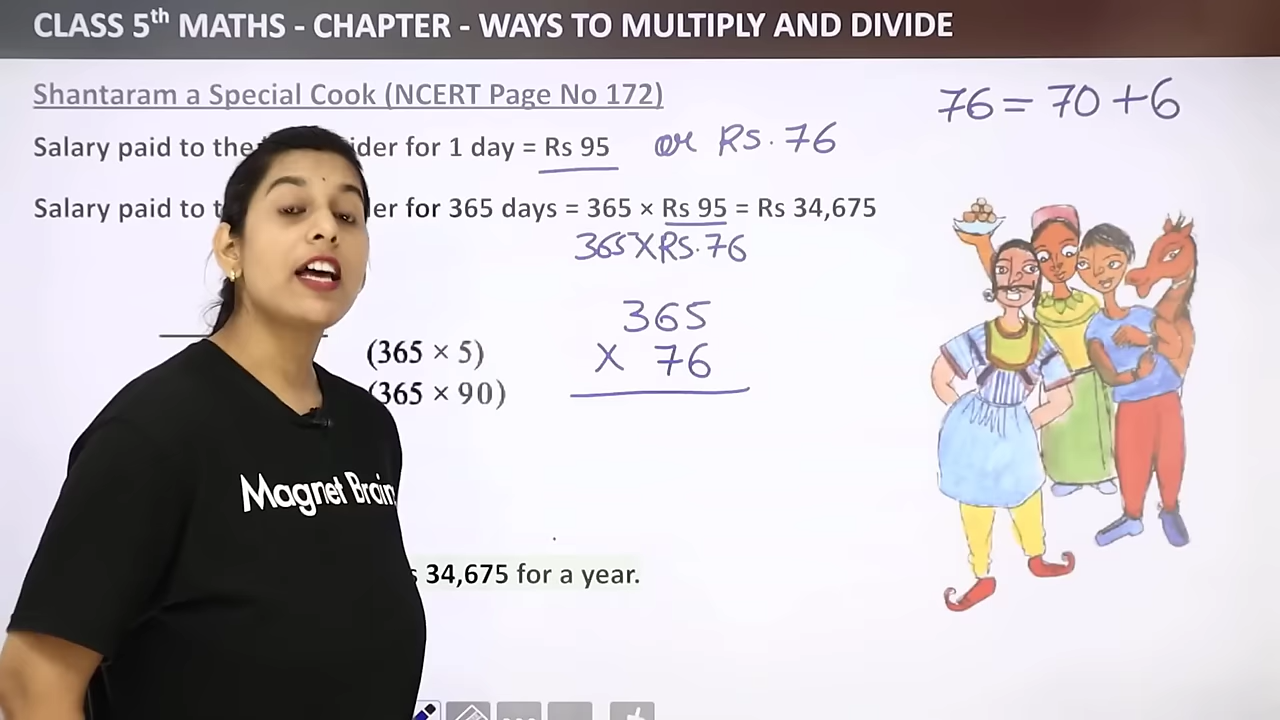 CLASS 5th MATHS - CHAPTER - WAYS TO MULTIPLY AND DIVIDE
Shantaram a Special Cook (NCERT Page No 172)
76 = 70 + 6
Salary paid to the ider for 1 day = Rs 95 or Rs. 76
Salary paid to t er for 365 days = 365 × Rs 95 = Rs 34,675
365 X Rs. 76
365
X 76
(365 × 5)
(365 × 90)
Magnet Brain
34,675 for a year.